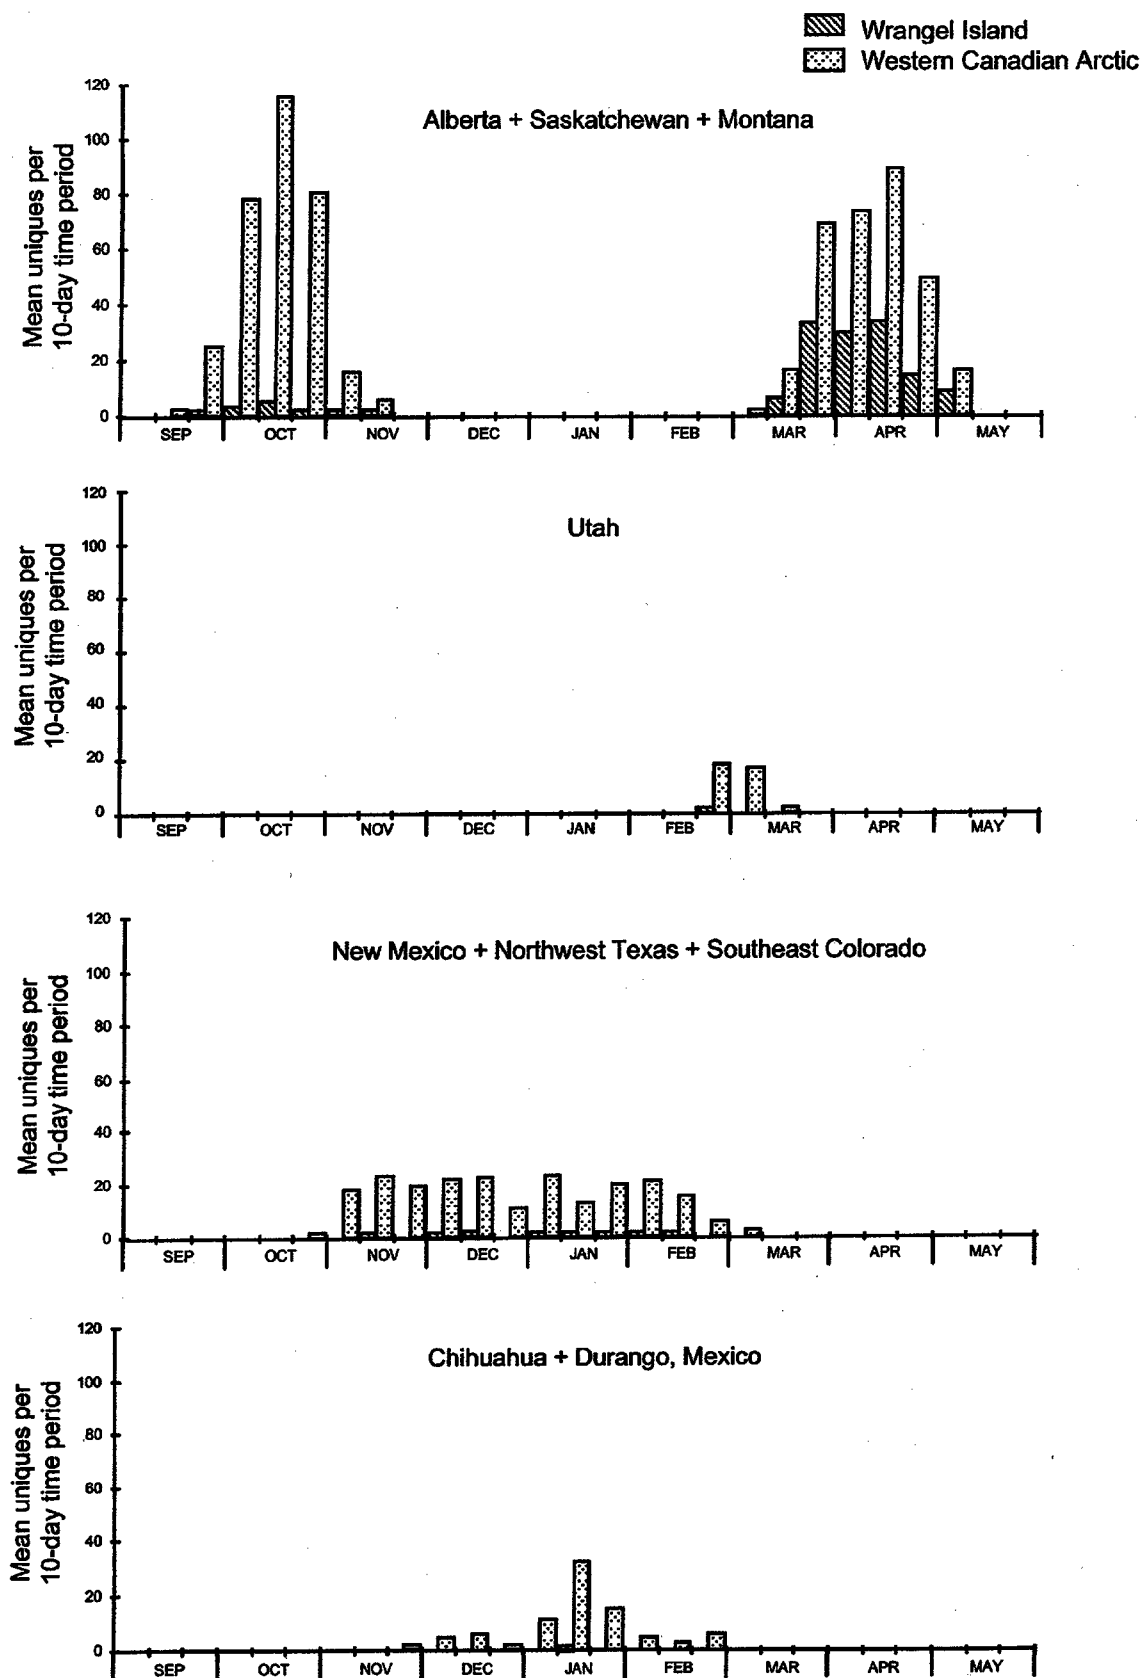 Wrangel Island
Western Canadian Arctic
Alberta + Saskatchewan + Montana
Mean uniques per
10-day time period
120
100
80
60
40
20
0
SEP OCT NOV DEC JAN FEB MAR APR MAY
Utah
Mean uniques per
10-day time period
120
100
80
60
40
20
0
SEP OCT NOV DEC JAN FEB MAR APR MAY
New Mexico + Northwest Texas + Southeast Colorado
Mean uniques per
10-day time period
120
100
80
60
40
20
0
SEP OCT NOV DEC JAN FEB MAR APR MAY
Chihuahua + Durango, Mexico
Mean uniques per
10-day time period
120
100
80
60
40
20
0
SEP OCT NOV DEC JAN FEB MAR APR MAY